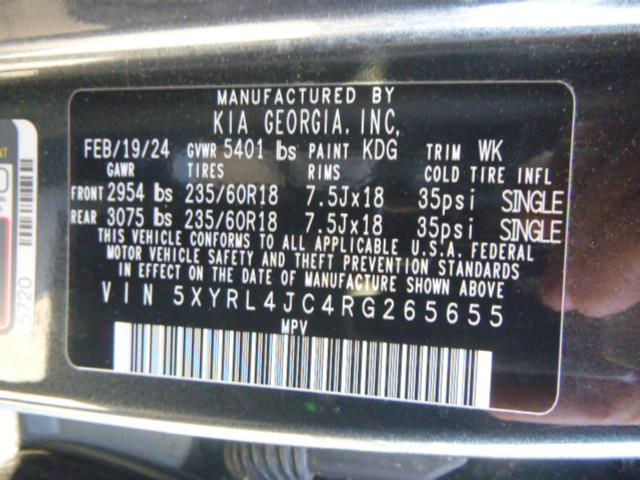 MANUFACTURED BY
KIA GEORGIA, INC.
FEB/19/24 GVWR 5401 lbs PAINT KDG TRIM WK
GAWR TIRES RIMS COLD TIRE INFL
FRONT 2954 lbs 235/60R18 7.5Jx18 35psi SINGLE
REAR 3075 lbs 235/60R18 7.5Jx18 35psi SINGLE
THIS VEHICLE CONFORMS TO ALL APPLICABLE U.S.A. FEDERAL
MOTOR VEHICLE SAFETY AND THEFT PREVENTION STANDARDS
IN EFFECT ON THE DATE OF MANUFACTURE SHOWN ABOVE
VIN 5XYRL4JC4RG265655
MPV
5720